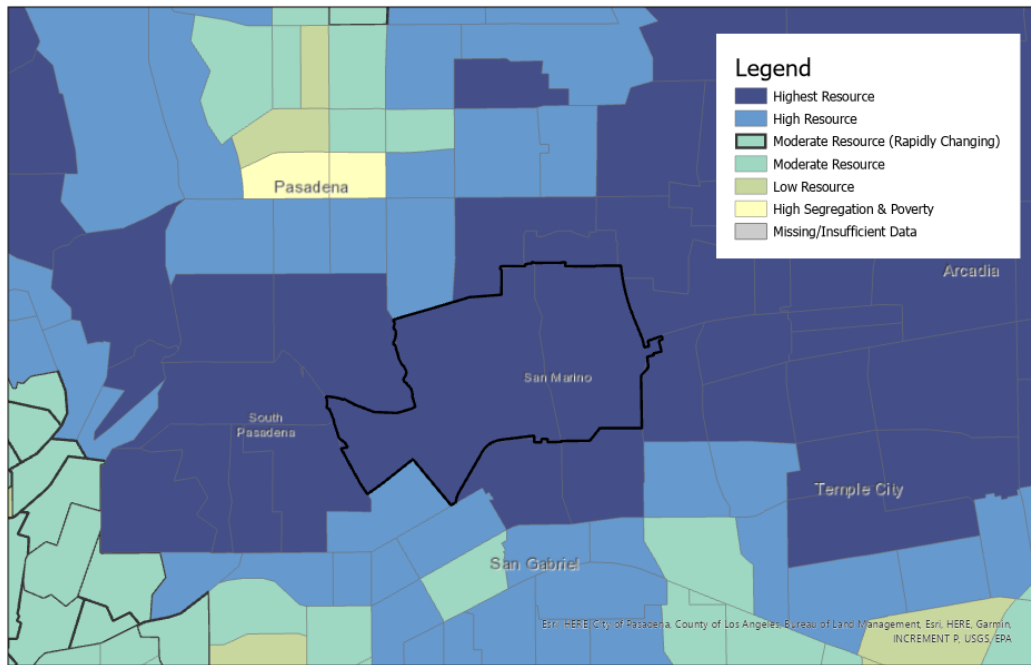 Legend
Highest Resource
High Resource
Moderate Resource (Rapidly Changing)
Moderate Resource
Low Resource
High Segregation & Poverty
Missing/Insufficient Data
Pasadena
Arcadia
San Marino
South
Pasadena
Temple City
San Gabriel
Esri, HERE, City of Pasadena, County of Los Angeles, Bureau of Land Management, Esri, HERE, Garmin,
INCREMENT P, USGS, EPA